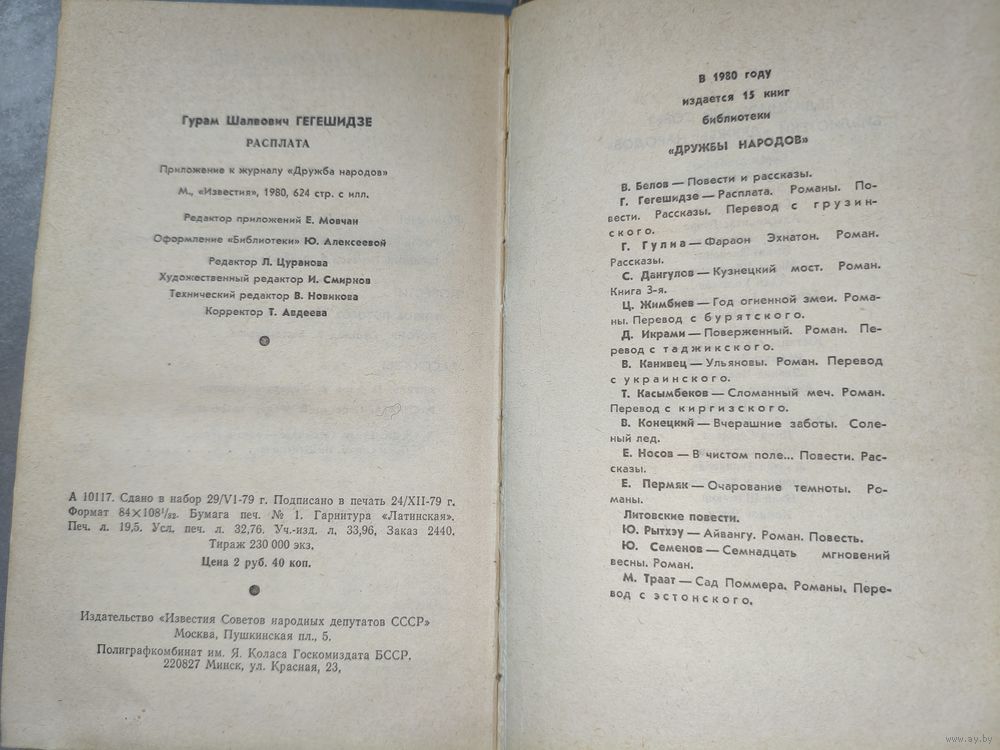 Гурам Шалвович ГЕГЕШИДЗЕ
РАСПЛАТА
Приложение к журналу «Дружба народов»
М., «Известия», 1980, 624 стр. с илл.
Редактор приложений Е. Мовчан
Оформление «Библиотеки» Ю. Алексеевой
Редактор Л. Цуранова
Художественный редактор И. Смирнов
Технический редактор В. Новикова
Корректор Т. Авдеева
А 10117. Сдано в набор 29/VI-79 г. Подписано в печать 24/XII-79 г.
Формат 84×108¹/₃₂. Бумага печ. № 1. Гарнитура «Латинская».
Печ. л. 19,5. Усл. печ. л. 32,76. Уч.-изд. л. 33,96, Заказ 2440.
Тираж 230 000 экз.
Цена 2 руб. 40 коп.
Издательство «Известия Советов народных депутатов СССР»
Москва, Пушкинская пл., 5.
Полиграфкомбинат им. Я. Коласа Госкомиздата БССР.
220827 Минск, ул. Красная, 23,
В 1980 году
издается 15 книг
библиотеки
«ДРУЖБЫ НАРОДОВ»
В. Белов — Повести и рассказы.
Г. Гегешидзе — Расплата. Романы. По-
вести. Рассказы. Перевод с грузин-
ского.
Г. Гулиа — Фараон Эхнатон. Роман.
Рассказы.
С. Дангулов — Кузнецкий мост. Роман.
Книга 3-я.
Ц. Жимбиев — Год огненной змеи. Рома-
ны. Перевод с бурятского.
Д. Икрами — Поверженный. Роман. Пе-
ревод с таджикского.
В. Канивец — Ульяновы. Роман. Перевод
с украинского.
Т. Касымбеков — Сломанный меч. Роман.
Перевод с киргизского.
В. Конецкий — Вчерашние заботы. Соле-
ный лед.
Е. Носов — В чистом поле... Повести. Рас-
сказы.
Е. Пермяк — Очарование темноты. Ро-
маны.
Литовские повести.
Ю. Рытхэу — Айвангу. Роман. Повесть.
Ю. Семенов — Семнадцать мгновений
весны. Роман.
М. Траат — Сад Поммера. Романы. Пере-
вод с эстонского.
www.ay.by